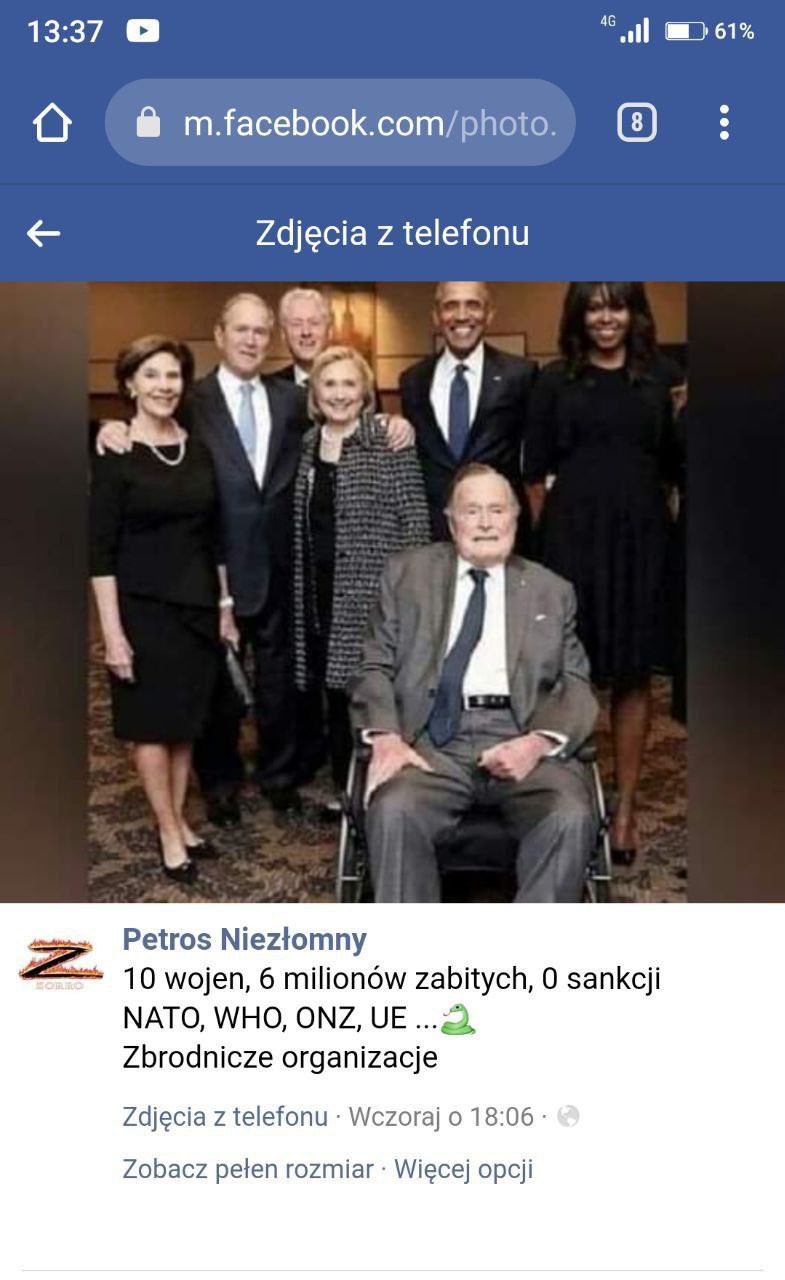 13:37
4G
61%
m.facebook.com/photo.
8
Zdjęcia z telefonu
Petros Niezłomny
10 wojen, 6 milionów zabitych, 0 sankcji
NATO, WHO, ONZ, UE ...🐍
Zbrodnicze organizacje
ZORRO
Zdjęcia z telefonu · Wczoraj o 18:06 ·
Zobacz pełen rozmiar · Więcej opcji